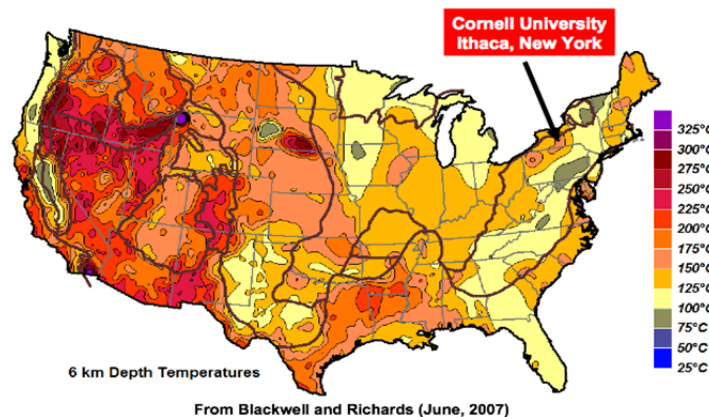 Cornell University
Ithaca, New York
325°C
300°C
275°C
250°C
225°C
200°C
175°C
150°C
125°C
100°C
75°C
50°C
25°C
6 km Depth Temperatures
From Blackwell and Richards (June, 2007)